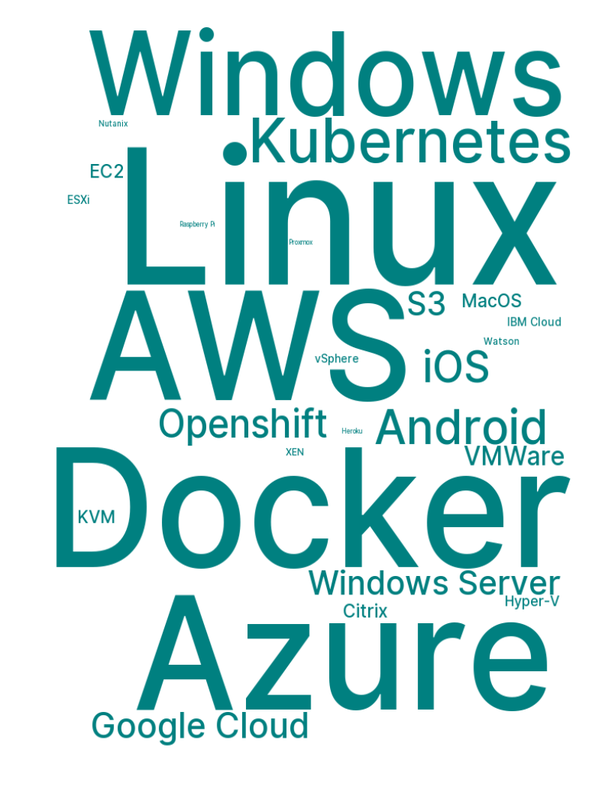 Windows
Nutanix
Kubernetes
EC2
Linux
ESXi
Raspberry Pi
Proxmox
AWS
S3
MacOS
IBM Cloud
Watson
vSphere
iOS
Openshift
Heroku
Android
XEN
VMWare
Docker
KVM
Windows Server
Hyper-V
Citrix
Azure
Google Cloud